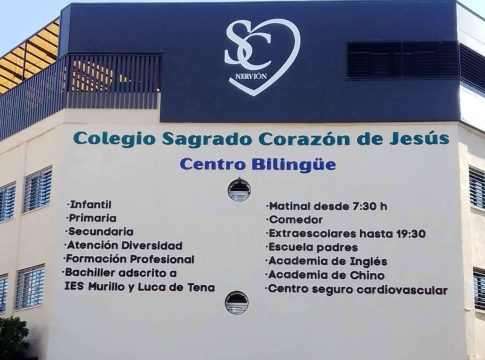 SC
NERVIÓN
Colegio Sagrado Corazón de Jesús
Centro Bilingüe
·Infantil
·Primaria
·Secundaria
·Atención Diversidad
·Formación Profesional
·Bachiller adscrito a
IES Murillo y Luca de Tena
·Matinal desde 7:30 h
·Comedor
·Extraescolares hasta 19:30
·Escuela padres
·Academia de Inglés
·Academia de Chino
·Centro seguro cardiovascular